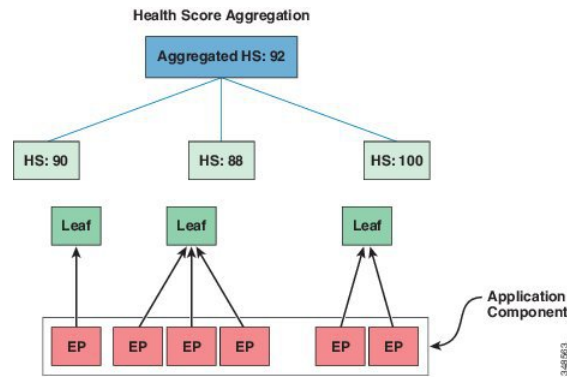 Health Score Aggregation
Aggregated HS: 92
HS: 90
HS: 88
HS: 100
Leaf
Leaf
Leaf
Application
Component
EP
EP
EP
EP
EP
EP
348563